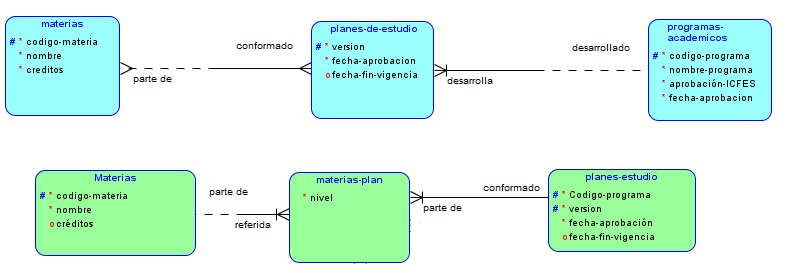 materias
# * codigo-materia
* nombre
* creditos
parte de
conformado
planes-de-estudio
# * version
* fecha-aprobacion
o fecha-fin-vigencia
desarrolla
desarrollado
programas-
academicos
# * codigo-programa
* nombre-programa
* aprobación-ICFES
* fecha-aprobacion
Materias
# * codigo-materia
* nombre
o créditos
parte de
referida
materias-plan
* nivel
conformado
parte de
planes-estudio
# * Codigo-programa
# * version
* fecha-aprobación
o fecha-fin-vigencia